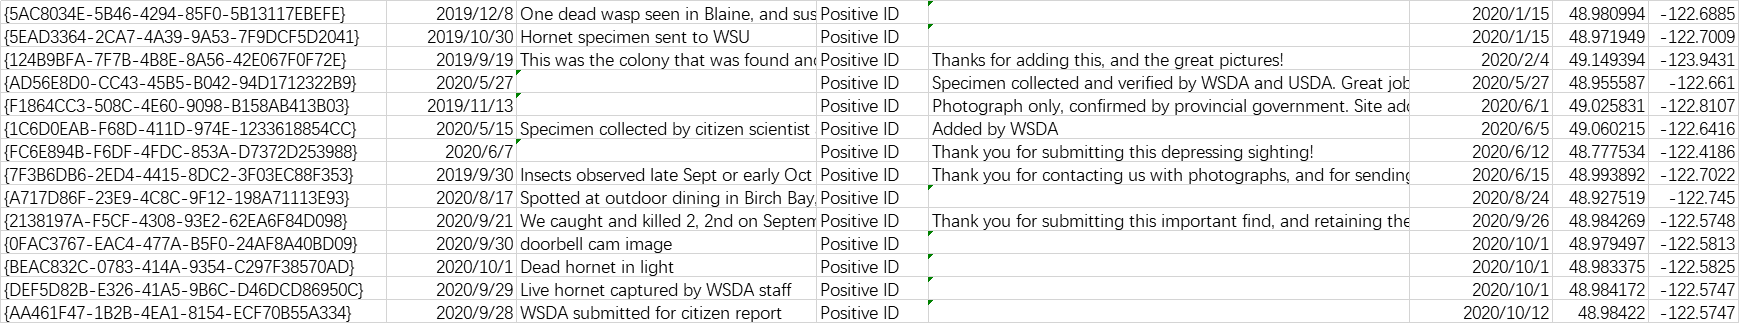 {5AC8034E-5B46-4294-85F0-5B13117EBEFE} 2019/12/8 One dead wasp seen in Blaine, and sus Positive ID 2020/1/15 48.980994 -122.6885
{5EAD3364-2CA7-4A39-9A53-7F9DCF5D2041} 2019/10/30 Hornet specimen sent to WSU Positive ID 2020/1/15 48.971949 -122.7009
{124B9BFA-7F7B-4B8E-8A56-42E067F0F72E} 2019/9/19 This was the colony that was found and Positive ID Thanks for adding this, and the great pictures! 2020/2/4 49.149394 -123.9431
{AD56E8D0-CC43-45B5-B042-94D1712322B9} 2020/5/27 Positive ID Specimen collected and verified by WSDA and USDA. Great job 2020/5/27 48.955587 -122.661
{F1864CC3-508C-4E60-9098-B158AB413B03} 2019/11/13 Positive ID Photograph only, confirmed by provincial government. Site add 2020/6/1 49.025831 -122.8107
{1C6D0EAB-F68D-411D-974E-1233618854CC} 2020/5/15 Specimen collected by citizen scientist Positive ID Added by WSDA 2020/6/5 49.060215 -122.6416
{FC6E894B-F6DF-4FDC-853A-D7372D253988} 2020/6/7 Positive ID Thank you for submitting this depressing sighting! 2020/6/12 48.777534 -122.4186
{7F3B6DB6-2ED4-4415-8DC2-3F03EC88F353} 2019/9/30 Insects observed late Sept or early Oct Positive ID Thank you for contacting us with photographs, and for sending 2020/6/15 48.993892 -122.7022
{A717D86F-23E9-4C8C-9F12-198A71113E93} 2020/8/17 Spotted at outdoor dining in Birch Bay, Positive ID 2020/8/24 48.927519 -122.745
{2138197A-F5CF-4308-93E2-62EA6F84D098} 2020/9/21 We caught and killed 2, 2nd on Septem Positive ID Thank you for submitting this important find, and retaining the 2020/9/26 48.984269 -122.5748
{0FAC3767-EAC4-477A-B5F0-24AF8A40BD09} 2020/9/30 doorbell cam image Positive ID 2020/10/1 48.979497 -122.5813
{BEAC832C-0783-414A-9354-C297F38570AD} 2020/10/1 Dead hornet in light Positive ID 2020/10/1 48.983375 -122.5825
{DEF5D82B-E326-41A5-9B6C-D46DCD86950C} 2020/9/29 Live hornet captured by WSDA staff Positive ID 2020/10/1 48.984172 -122.5747
{AA461F47-1B2B-4EA1-8154-ECF70B55A334} 2020/9/28 WSDA submitted for citizen report Positive ID 2020/10/12 48.98422 -122.5747